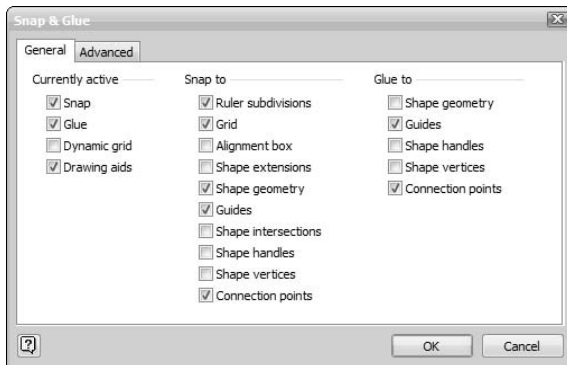 Snap & Glue
General
Advanced
Currently active
Snap
Glue
Dynamic grid
Drawing aids
Snap to
Ruler subdivisions
Grid
Alignment box
Shape extensions
Shape geometry
Guides
Shape intersections
Shape handles
Shape vertices
Connection points
Glue to
Shape geometry
Guides
Shape handles
Shape vertices
Connection points
?
OK
Cancel